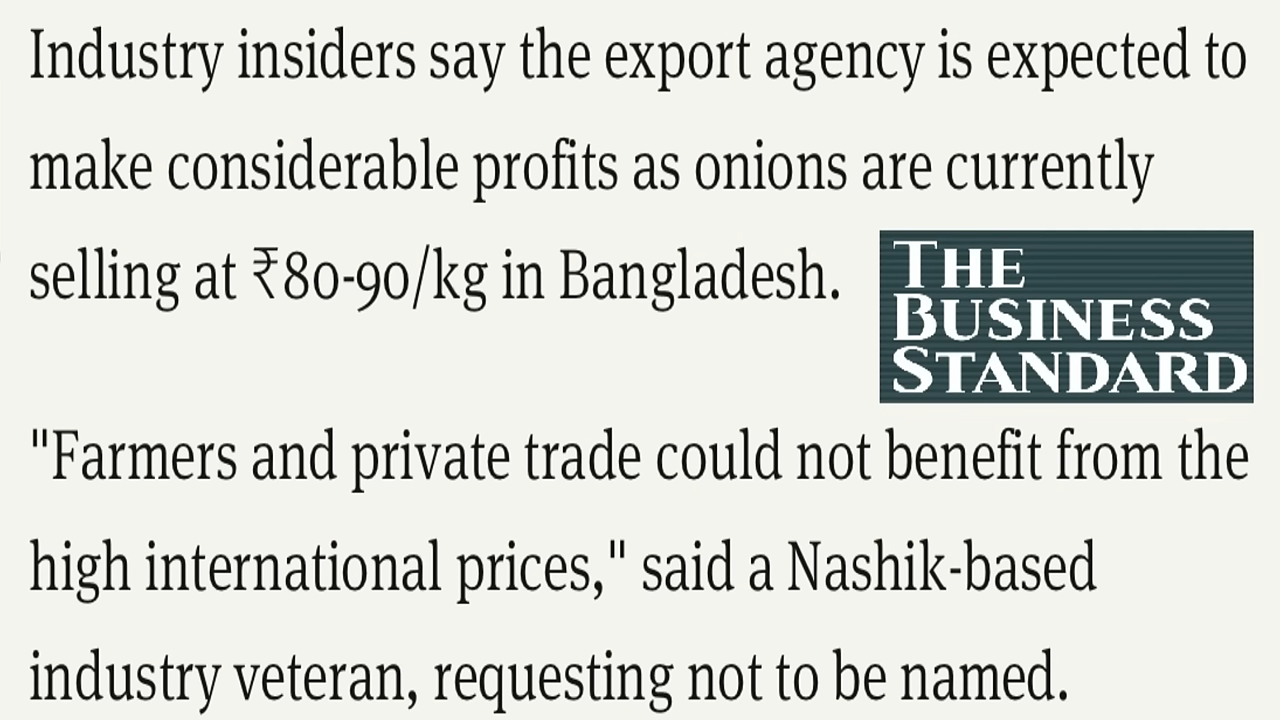 Industry insiders say the export agency is expected to
make considerable profits as onions are currently
selling at ₹80-90/kg in Bangladesh.
THE
BUSINESS
STANDARD
"Farmers and private trade could not benefit from the
high international prices," said a Nashik-based
industry veteran, requesting not to be named.